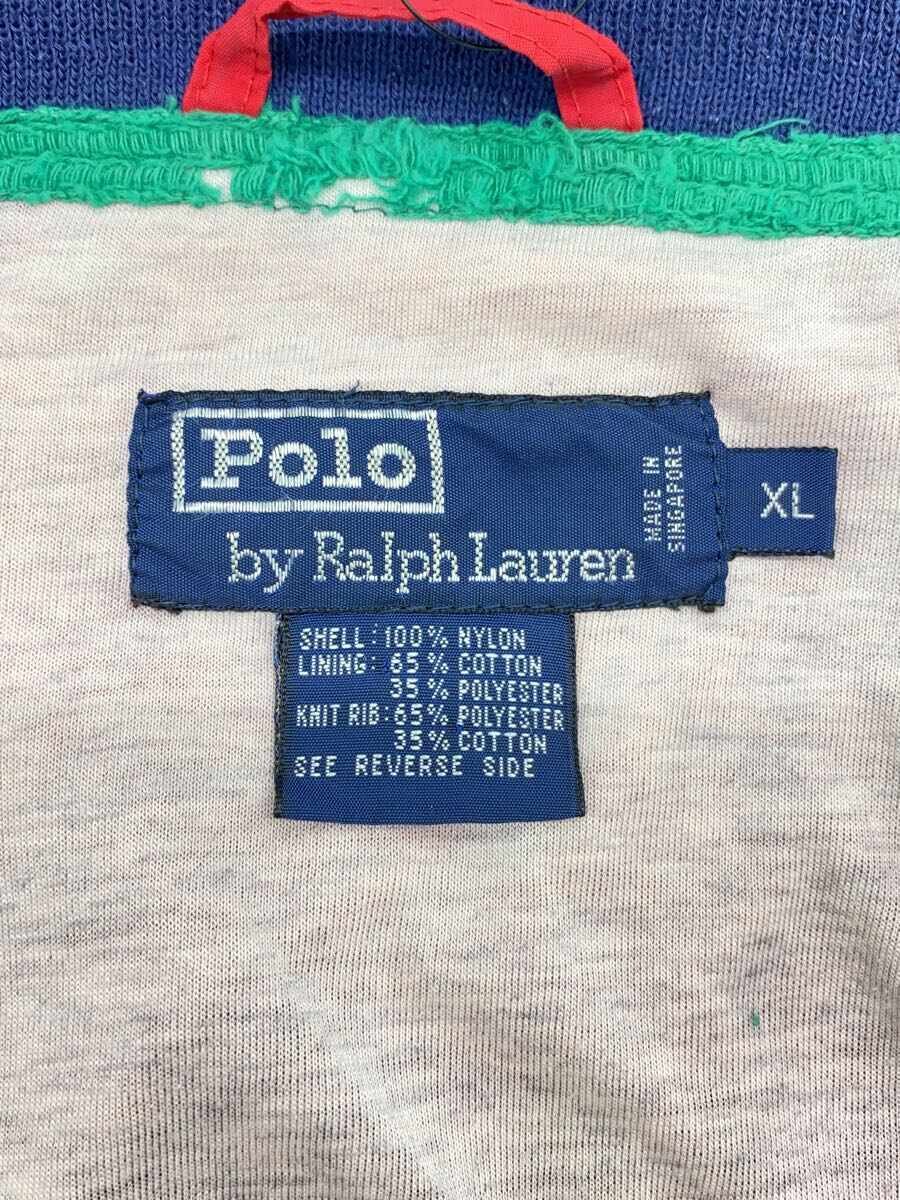 Polo
by Ralph Lauren
MADE IN
SINGAPORE
XL
SHELL: 100% NYLON
LINING: 65% COTTON
35% POLYESTER
KNIT RIB: 65% POLYESTER
35% COTTON
SEE REVERSE SIDE